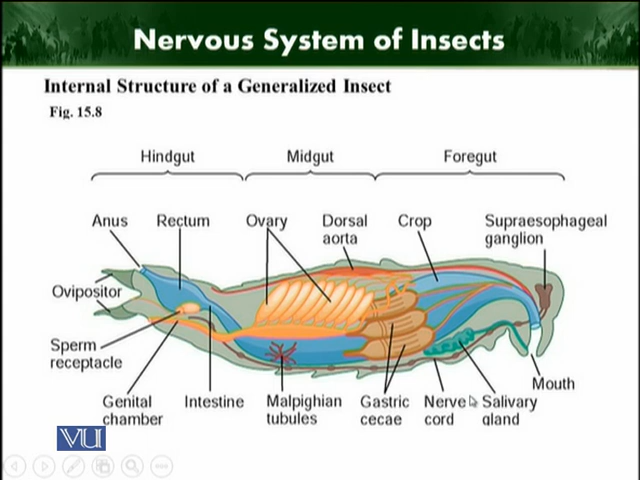 Nervous System of Insects
Internal Structure of a Generalized Insect
Fig. 15.8
Hindgut
Midgut
Foregut
Anus
Rectum
Ovary
Dorsal
aorta
Crop
Supraesophageal
ganglion
Ovipositor
Sperm
receptacle
Genital
chamber
Intestine
Malpighian
tubules
Gastric
cecae
Nerve
cord
Salivary
gland
Mouth
VU